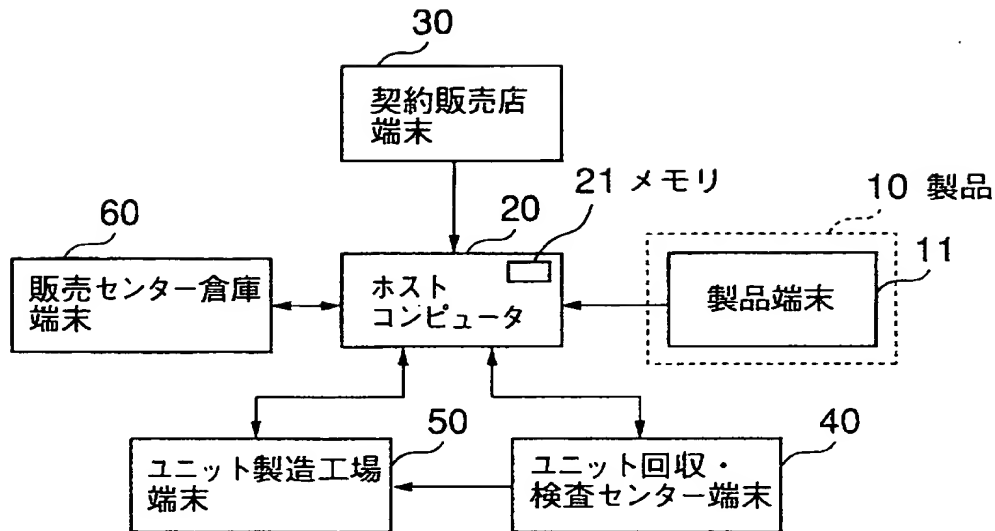 30
契約販売店
端末
21 メモリ
10 製品
60
20
11
販売センター倉庫
端末
ホスト
コンピュータ
製品端末
50
40
ユニット製造工場
端末
ユニット回収・
検査センター端末